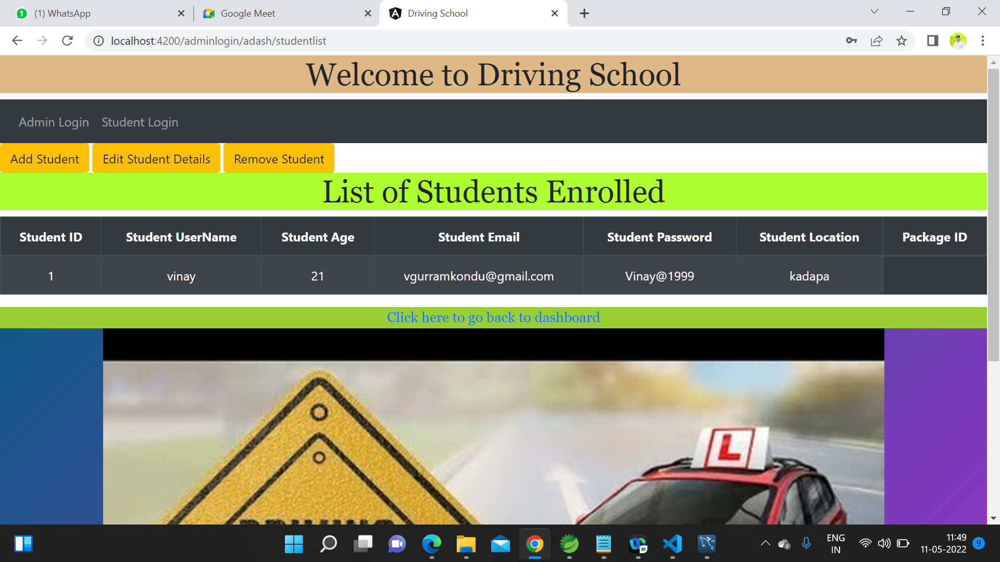 (1) WhatsApp
Google Meet
Driving School
localhost:4200/adminlogin/adash/studentlist
Welcome to Driving School
Admin Login Student Login
Add Student Edit Student Details Remove Student
List of Students Enrolled
Student ID Student UserName Student Age Student Email Student Password Student Location Package ID
1 vinay 21 vgurramkondu@gmail.com Vinay@1999 kadapa
Click here to go back to dashboard
L
ENG 11:49
IN 11-05-2022 9